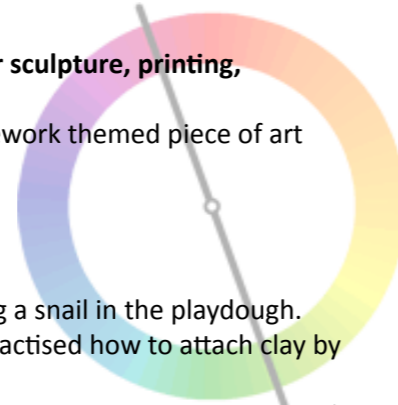 r sculpture, printing,
work themed piece of art
g a snail in the playdough.
actised how to attach clay by